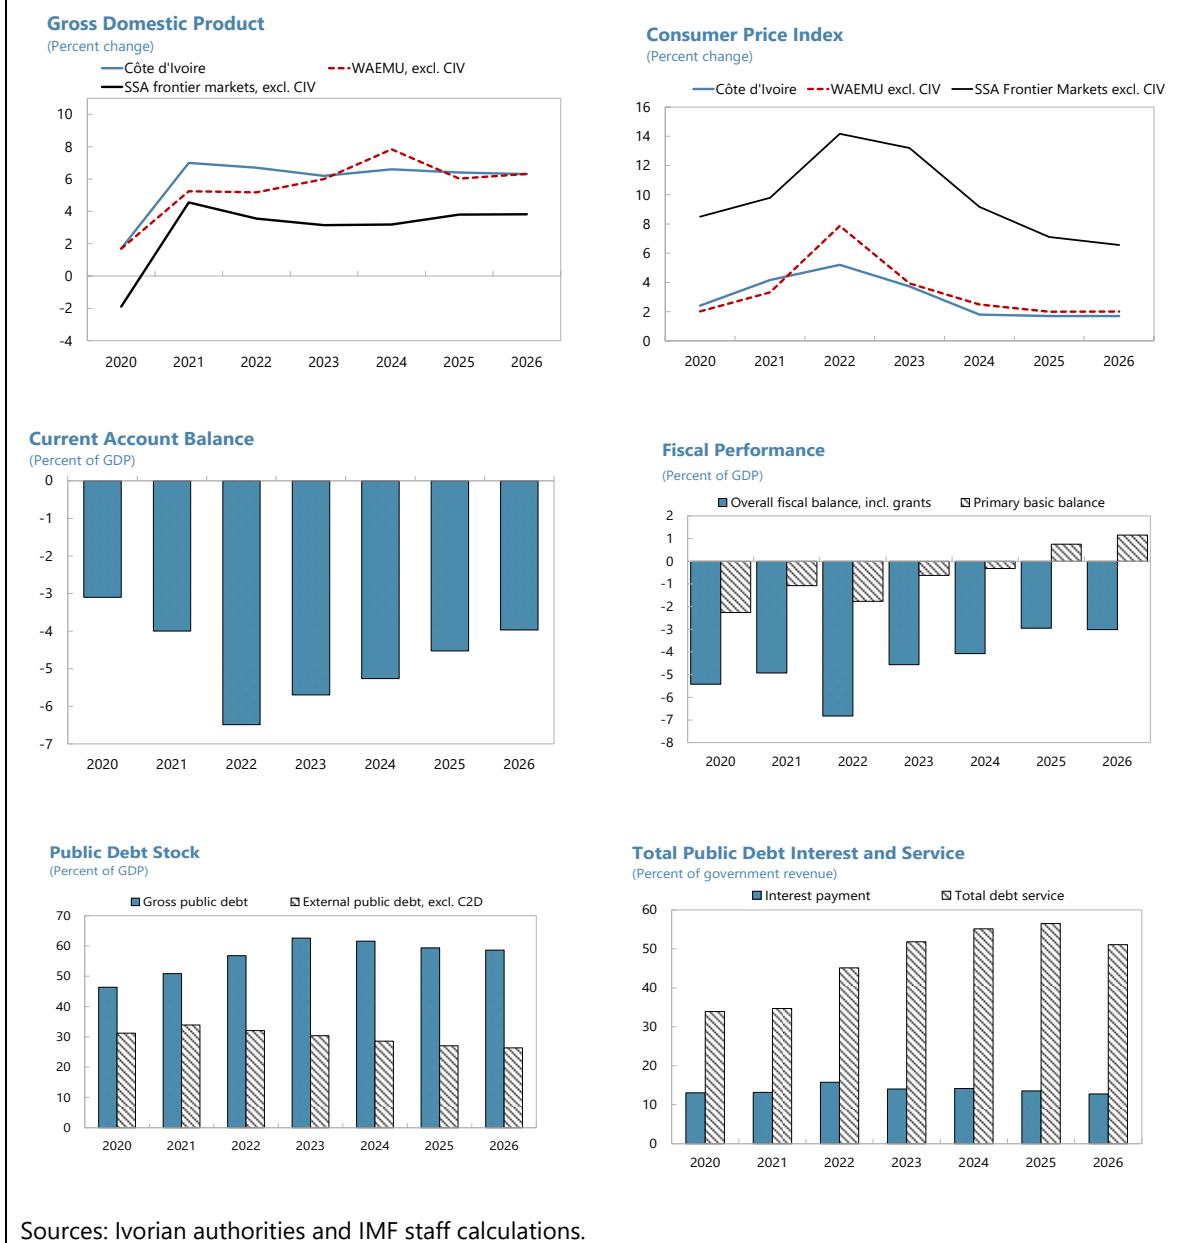 Gross Domestic Product
(Percent change)
Côte d'Ivoire
WAEMU, excl. CIV
SSA frontier markets, excl. CIV
10
8
6
4
2
0
-2
-4
2020 2021 2022 2023 2024 2025 2026
Consumer Price Index
(Percent change)
Côte d'Ivoire WAEMU excl. CIV SSA Frontier Markets excl. CIV
16
14
12
10
8
6
4
2
0
2020 2021 2022 2023 2024 2025 2026
Current Account Balance
(Percent of GDP)
0
-1
-2
-3
-4
-5
-6
-7
2020 2021 2022 2023 2024 2025 2026
Fiscal Performance
(Percent of GDP)
Overall fiscal balance, incl. grants Primary basic balance
2
1
0
-1
-2
-3
-4
-5
-6
-7
-8
2020 2021 2022 2023 2024 2025 2026
Public Debt Stock
(Percent of GDP)
Gross public debt External public debt, excl. C2D
70
60
50
40
30
20
10
0
2020 2021 2022 2023 2024 2025 2026
Total Public Debt Interest and Service
(Percent of government revenue)
Interest payment Total debt service
60
50
40
30
20
10
0
2020 2021 2022 2023 2024 2025 2026
Sources: Ivorian authorities and IMF staff calculations.